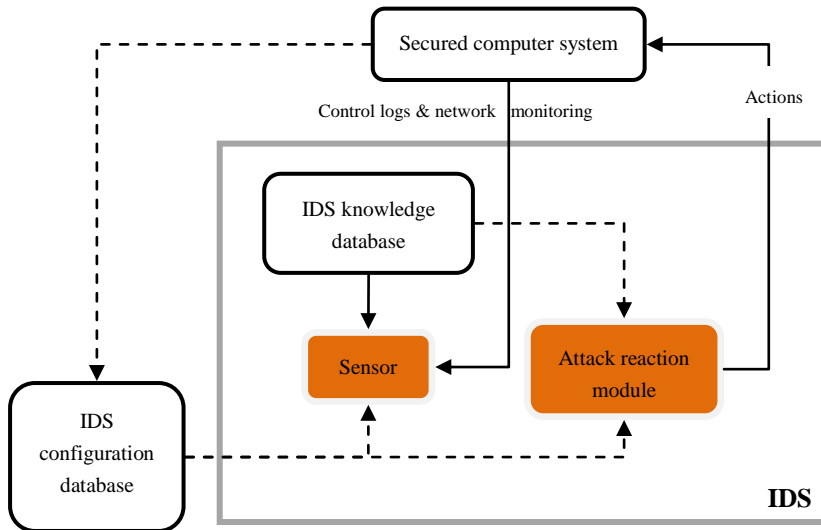 Secured computer system
Control logs & network monitoring
Actions
IDS knowledge
database
Sensor
Attack reaction
module
IDS
configuration
database
IDS